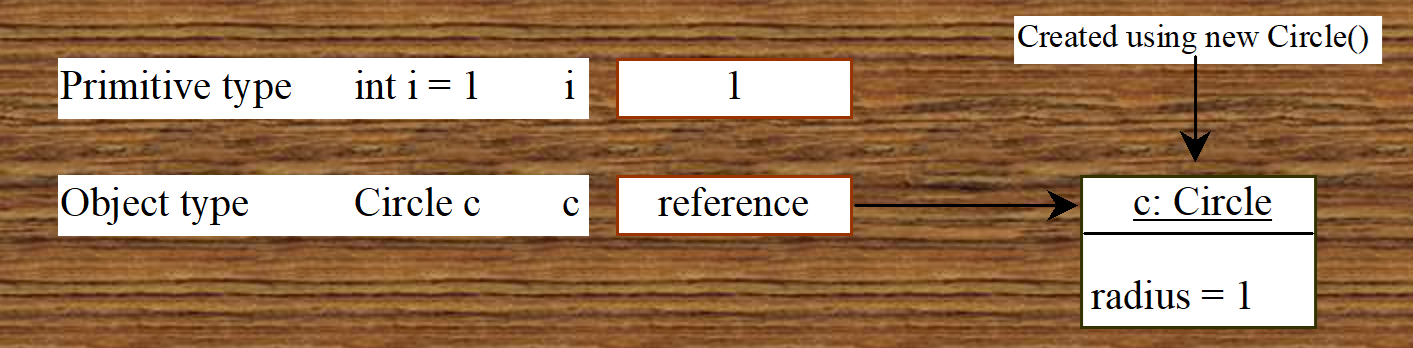 Created using new Circle()
Primitive type int i = 1 i 1
Object type Circle c c reference c: Circle
radius = 1